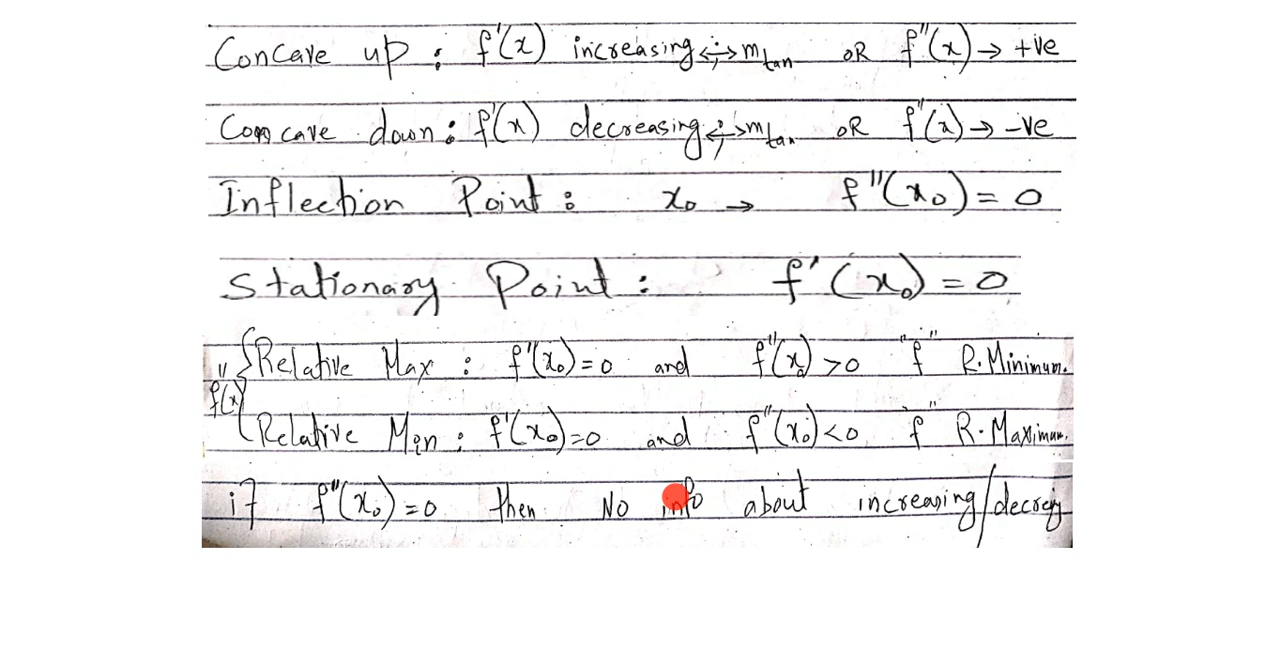 Concave up : f'(x) increasing ↔ m tan OR f''(x) → +ve
Concave down : f'(x) decreasing ↔ m tan OR f''(x) → -ve
Inflection Point : x₀ → f''(x₀) = 0
Stationary Point : f'(x₀) = 0
f''(x) { Relative Max : f'(x₀) = 0 and f''(x₀) > 0 "f" R. Minimum.
Relative Min : f'(x₀) = 0 and f''(x₀) < 0 f" R. Maximum.
if f''(x₀) = 0 then No info about increasing/